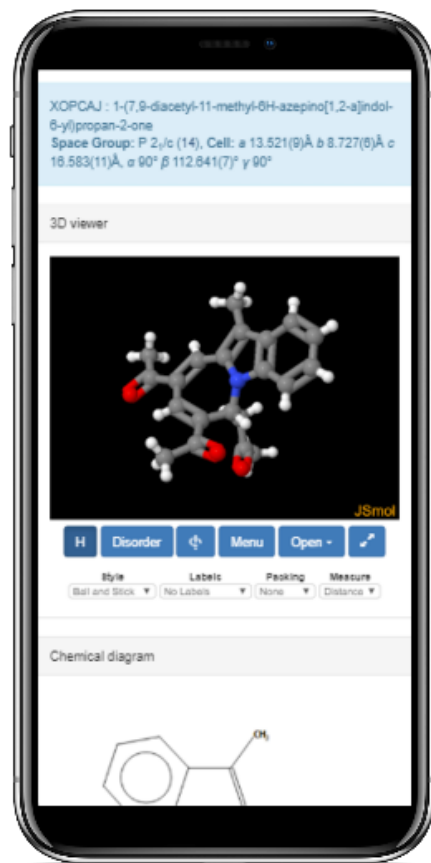 XOPCAJ : 1-(7,9-diacetyl-11-methyl-6H-azepino[1,2-a]indol-
6-yl)propan-2-one
Space Group: P 2₁/c (14), Cell: a 13.521(9)Å b 8.727(6)Å c
16.583(11)Å, α 90° β 112.641(7)° γ 90°
3D viewer
JSmol
H Disorder Menu Open
Style Labels Packing Measure
Ball and Stick No Labels None Distance
Chemical diagram
CH₃